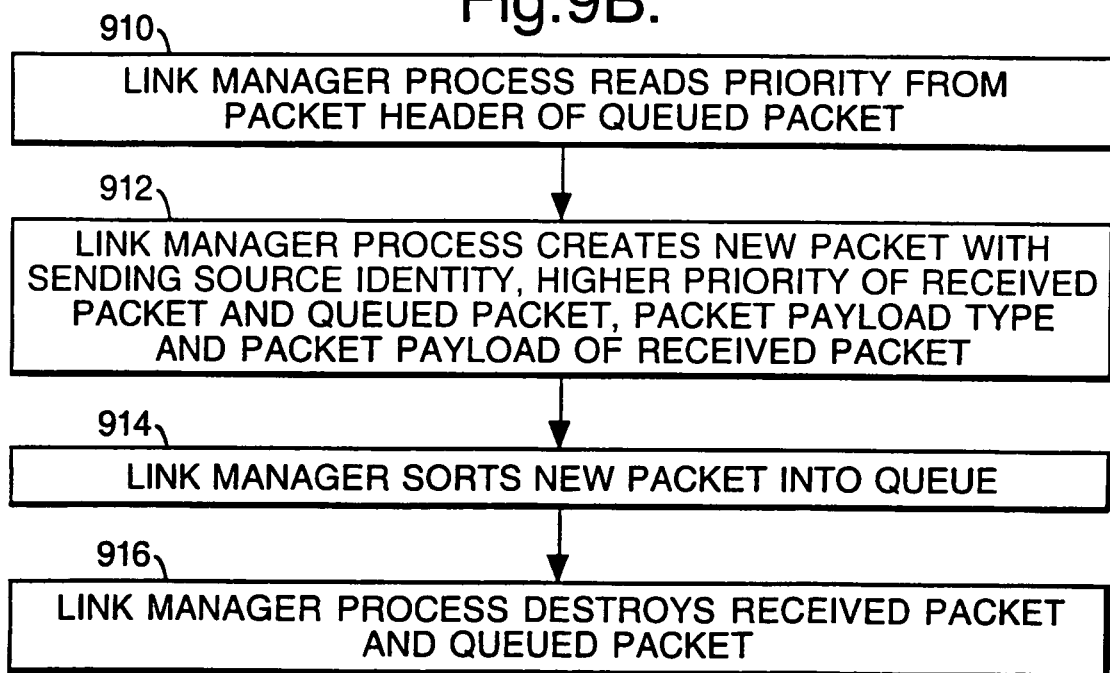 Fig.9B.
910
LINK MANAGER PROCESS READS PRIORITY FROM
PACKET HEADER OF QUEUED PACKET
912
LINK MANAGER PROCESS CREATES NEW PACKET WITH
SENDING SOURCE IDENTITY, HIGHER PRIORITY OF RECEIVED
PACKET AND QUEUED PACKET, PACKET PAYLOAD TYPE
AND PACKET PAYLOAD OF RECEIVED PACKET
914
LINK MANAGER SORTS NEW PACKET INTO QUEUE
916
LINK MANAGER PROCESS DESTROYS RECEIVED PACKET
AND QUEUED PACKET